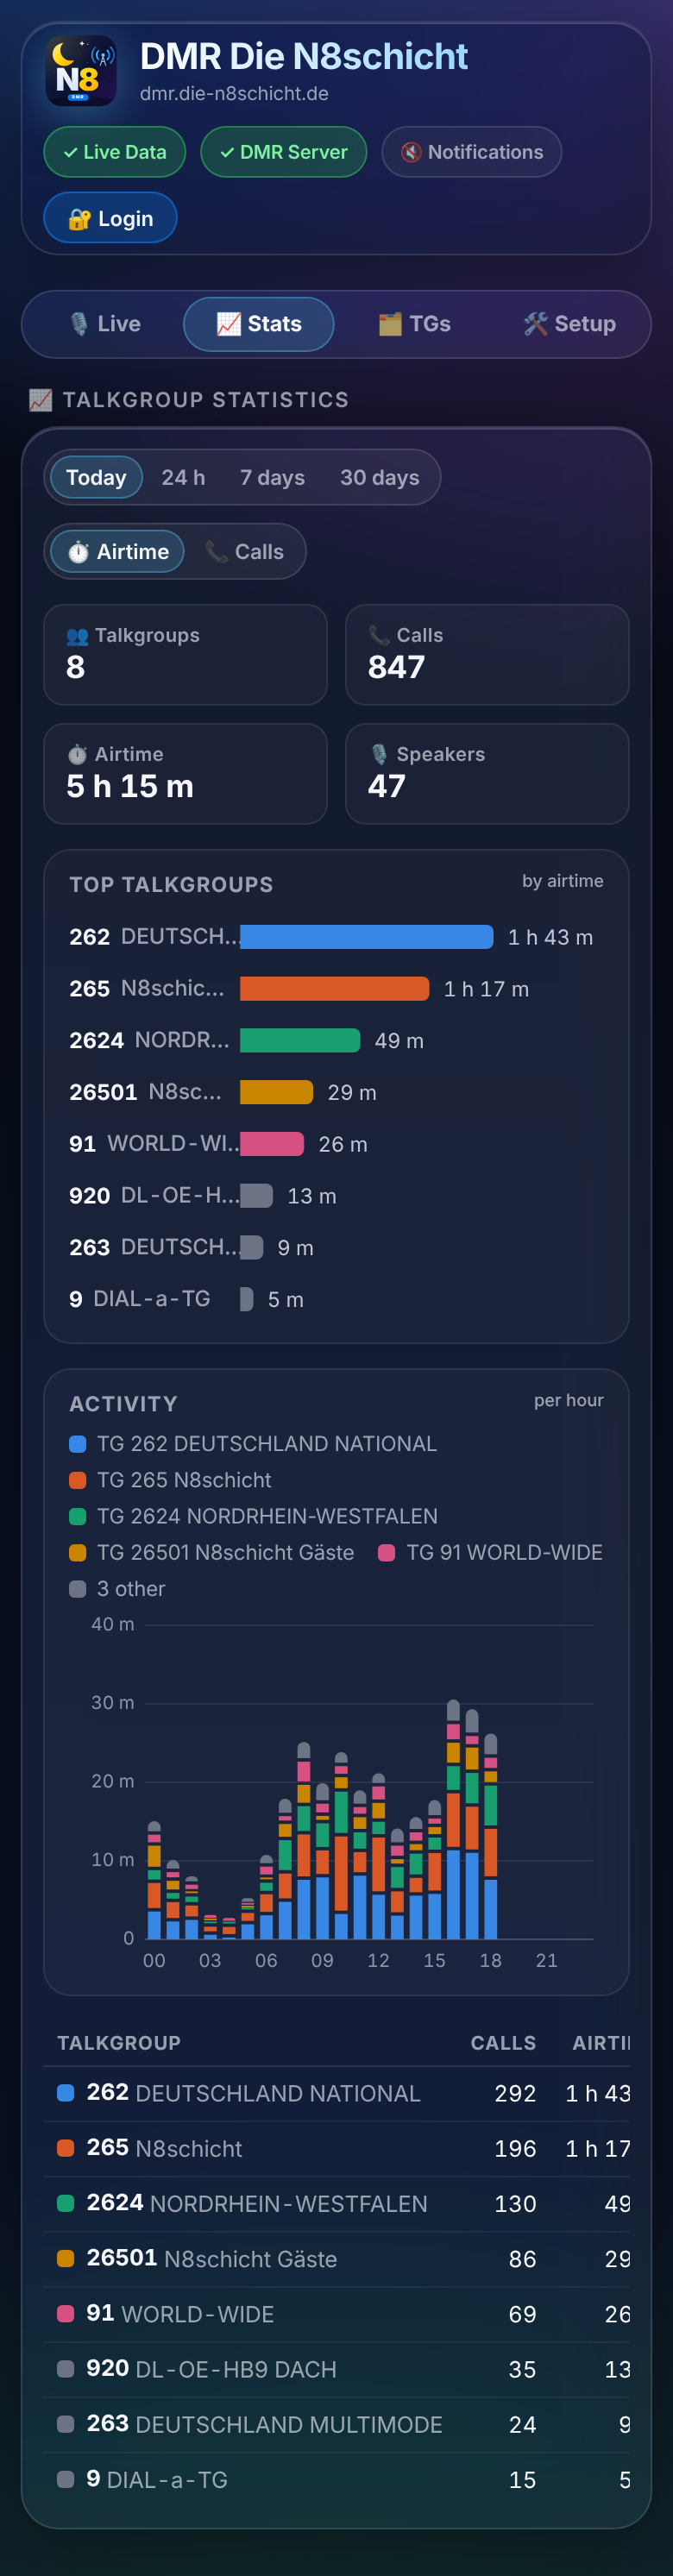 N8
DMR
DMR Die N8schicht
dmr.die-n8schicht.de
✓ Live Data ✓ DMR Server 🔇 Notifications
🔐 Login
🎙️ Live 📈 Stats 🗂️ TGs 🛠️ Setup
📈 TALKGROUP STATISTICS
Today 24 h 7 days 30 days
⏱️ Airtime 📞 Calls
👥 Talkgroups 📞 Calls
8 847
⏱️ Airtime 🎙️ Speakers
5 h 15 m 47
TOP TALKGROUPS by airtime
262 DEUTSCH… 1 h 43 m
265 N8schic… 1 h 17 m
2624 NORDR… 49 m
26501 N8sc… 29 m
91 WORLD-WI… 26 m
920 DL-OE-H… 13 m
263 DEUTSCH… 9 m
9 DIAL-a-TG 5 m
ACTIVITY per hour
TG 262 DEUTSCHLAND NATIONAL
TG 265 N8schicht
TG 2624 NORDRHEIN-WESTFALEN
TG 26501 N8schicht Gäste TG 91 WORLD-WIDE
3 other
40 m
30 m
20 m
10 m
0
00 03 06 09 12 15 18 21
TALKGROUP CALLS AIRTI
262 DEUTSCHLAND NATIONAL 292 1 h 43
265 N8schicht 196 1 h 17
2624 NORDRHEIN-WESTFALEN 130 49
26501 N8schicht Gäste 86 29
91 WORLD-WIDE 69 26
920 DL-OE-HB9 DACH 35 13
263 DEUTSCHLAND MULTIMODE 24 9
9 DIAL-a-TG 15 5